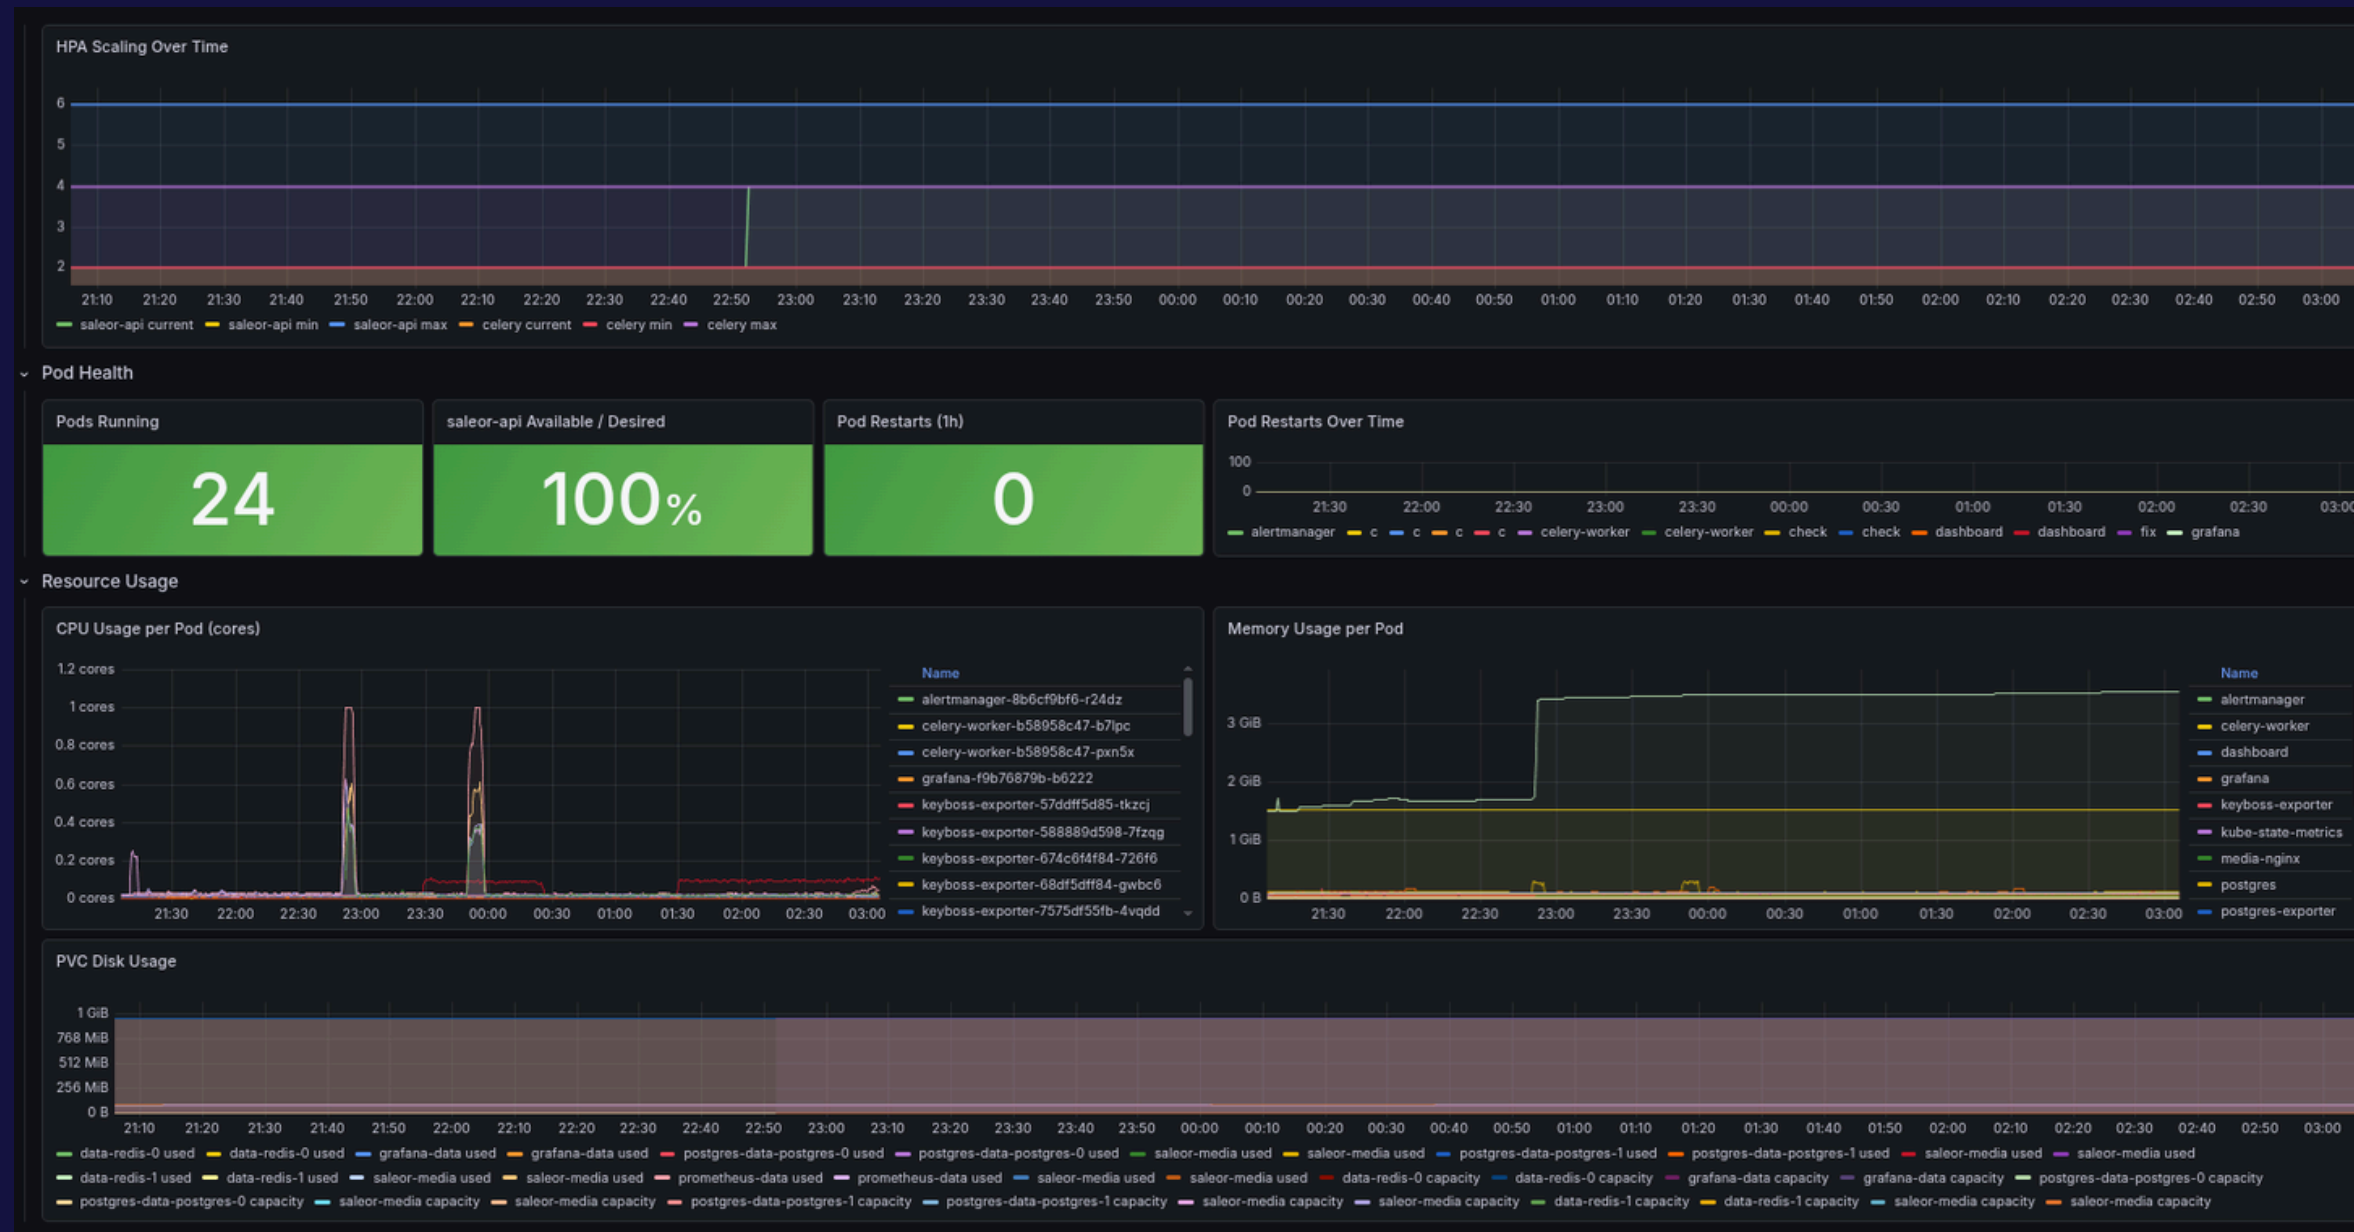 HPA Scaling Over Time
6
5
4
3
2
21:10 21:20 21:30 21:40 21:50 22:00 22:10 22:20 22:30 22:40 22:50 23:00 23:10 23:20 23:30 23:40 23:50 00:00 00:10 00:20 00:30 00:40 00:50 01:00 01:10 01:20 01:30 01:40 01:50 02:00 02:10 02:20 02:30 02:40 02:50 03:00
saleor-api current saleor-api min saleor-api max celery current celery min celery max
Pod Health
Pods Running
24
saleor-api Available / Desired
100%
Pod Restarts (1h)
0
Pod Restarts Over Time
100
0
21:30 22:00 22:30 23:00 23:30 00:00 00:30 01:00 01:30 02:00 02:30 03:00
alertmanager c c c c celery-worker celery-worker check check dashboard dashboard fix grafana
Resource Usage
CPU Usage per Pod (cores)
1.2 cores
1 cores
0.8 cores
0.6 cores
0.4 cores
0.2 cores
0 cores
21:30 22:00 22:30 23:00 23:30 00:00 00:30 01:00 01:30 02:00 02:30 03:00
Name
alertmanager-8b6cf9bf6-r24dz
celery-worker-b58958c47-b7lpc
celery-worker-b58958c47-pxn5x
grafana-f9b76879b-b6222
keyboss-exporter-57ddff5d85-tkzcj
keyboss-exporter-588889d598-7fzqg
keyboss-exporter-674c6f4f84-726f6
keyboss-exporter-68df5dff84-gwbc6
keyboss-exporter-7575df55fb-4vqdd
Memory Usage per Pod
3 GiB
2 GiB
1 GiB
0 B
21:30 22:00 22:30 23:00 23:30 00:00 00:30 01:00 01:30 02:00 02:30 03:00
Name
alertmanager
celery-worker
dashboard
grafana
keyboss-exporter
kube-state-metrics
media-nginx
postgres
postgres-exporter
PVC Disk Usage
1 GiB
768 MiB
512 MiB
256 MiB
0 B
21:10 21:20 21:30 21:40 21:50 22:00 22:10 22:20 22:30 22:40 22:50 23:00 23:10 23:20 23:30 23:40 23:50 00:00 00:10 00:20 00:30 00:40 00:50 01:00 01:10 01:20 01:30 01:40 01:50 02:00 02:10 02:20 02:30 02:40 02:50 03:00
data-redis-0 used data-redis-0 used grafana-data used grafana-data used postgres-data-postgres-0 used postgres-data-postgres-0 used saleor-media used saleor-media used postgres-data-postgres-1 used postgres-data-postgres-1 used saleor-media used saleor-media used
data-redis-1 used data-redis-1 used saleor-media used saleor-media used prometheus-data used prometheus-data used saleor-media used saleor-media used data-redis-0 capacity data-redis-0 capacity grafana-data capacity grafana-data capacity postgres-data-postgres-0 capacity
postgres-data-postgres-0 capacity saleor-media capacity saleor-media capacity postgres-data-postgres-1 capacity postgres-data-postgres-1 capacity saleor-media capacity saleor-media capacity data-redis-1 capacity data-redis-1 capacity saleor-media capacity saleor-media capacity